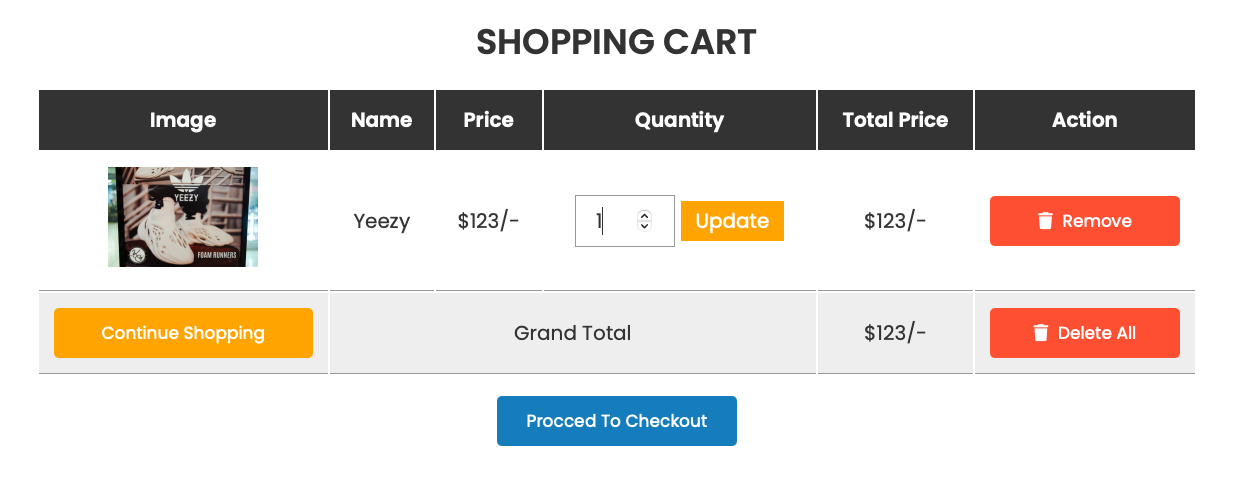 SHOPPING CART
Image Name Price Quantity Total Price Action
YEEZY
FOAM RUNNERS
Yeezy $123/- 1 Update $123/- Remove
Continue Shopping Grand Total $123/- Delete All
Procced To Checkout